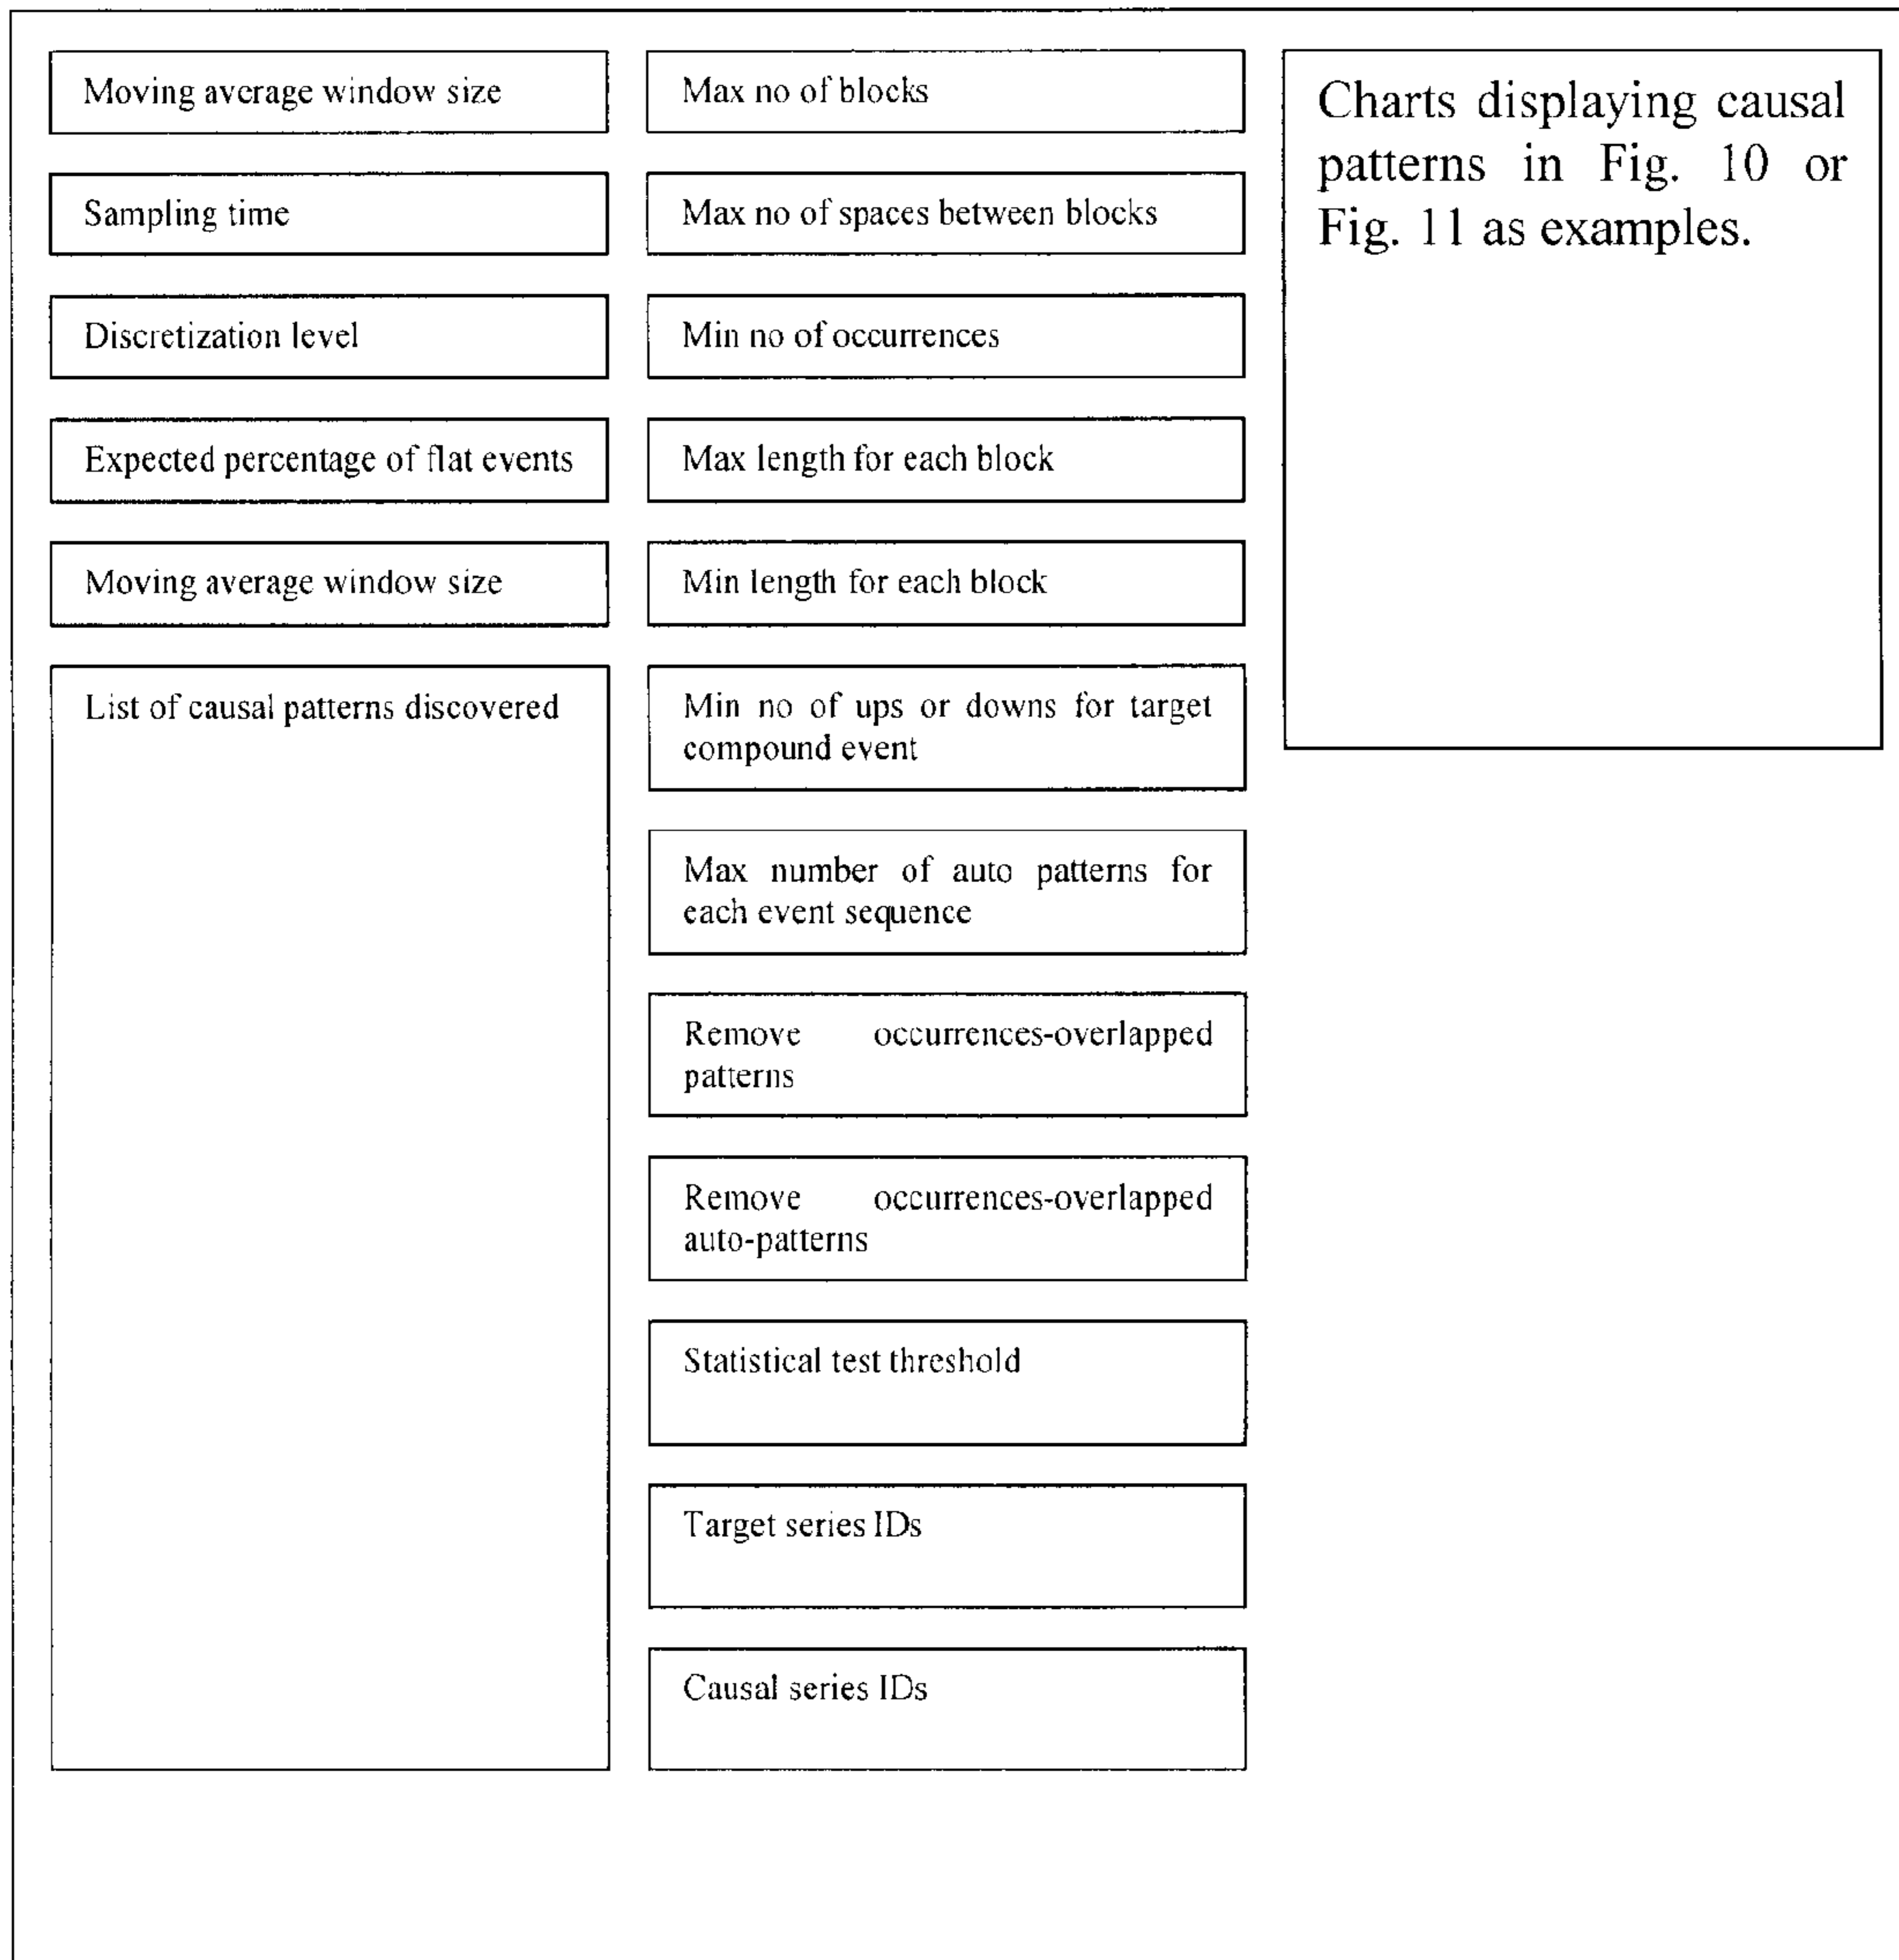 Moving average window size
Sampling time
Discretization level
Expected percentage of flat events
Moving average window size
List of causal patterns discovered
Max no of blocks
Max no of spaces between blocks
Min no of occurrences
Max length for each block
Min length for each block
Min no of ups or downs for target
compound event
Max number of auto patterns for
each event sequence
Remove occurrences-overlapped
patterns
Remove occurrences-overlapped
auto-patterns
Statistical test threshold
Target series IDs
Causal series IDs
Charts displaying causal
patterns in Fig. 10 or
Fig. 11 as examples.